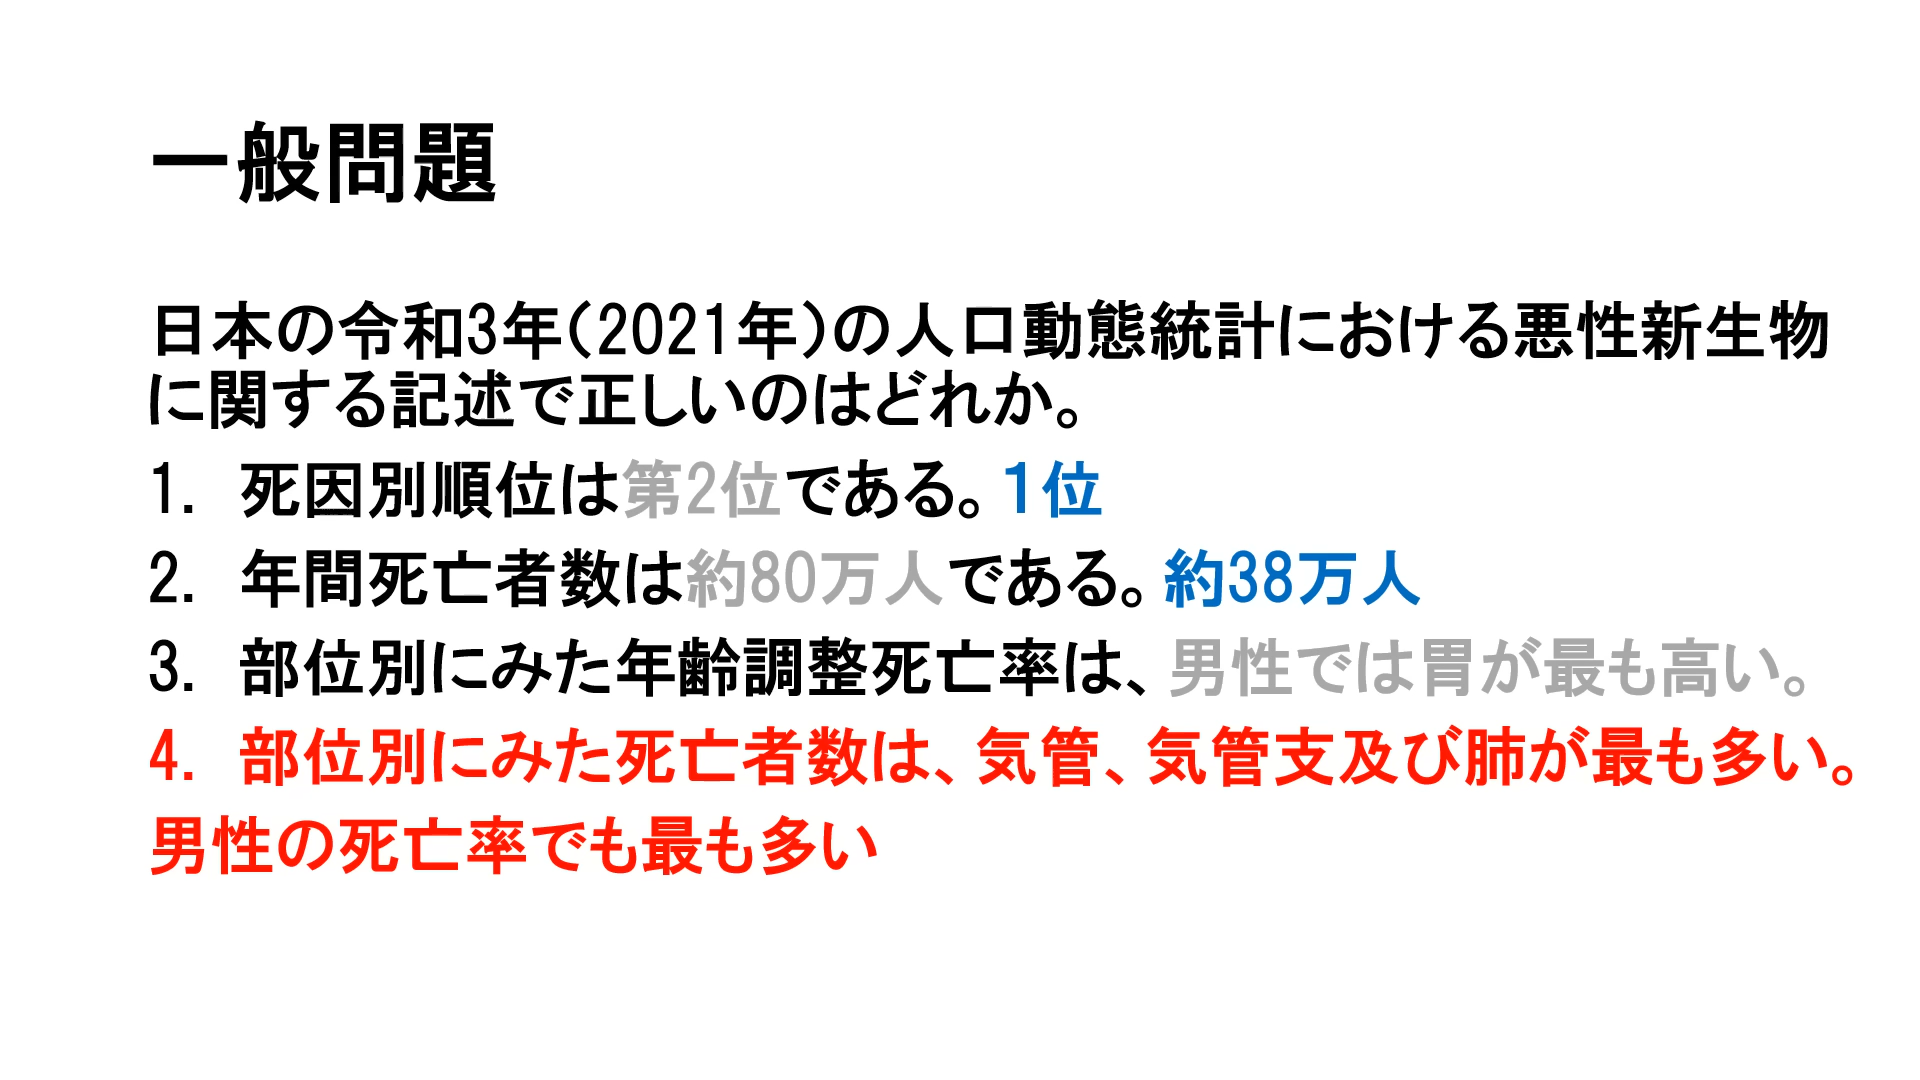 一般問題
日本の令和3年(2021年)の人口動態統計における悪性新生物
に関する記述で正しいのはどれか。
1. 死因別順位は第2位である。1位
2. 年間死亡者数は約80万人である。約38万人
3. 部位別にみた年齢調整死亡率は、男性では胃が最も高い。
4. 部位別にみた死亡者数は、気管、気管支及び肺が最も多い。
男性の死亡率でも最も多い